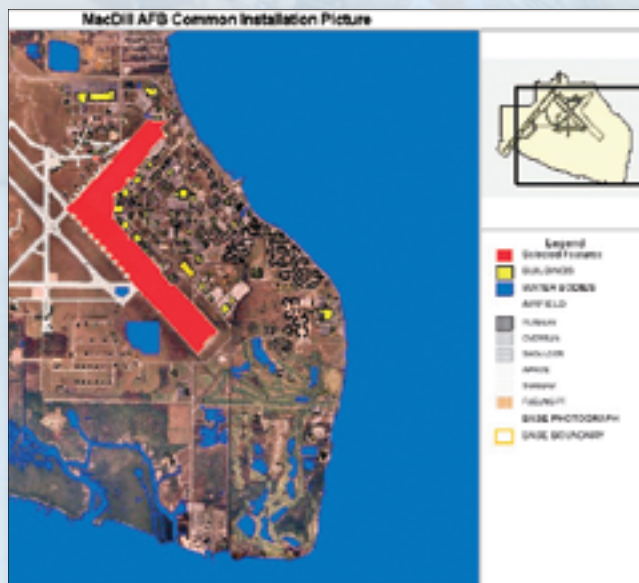 MacDill AFB Common Installation Picture
Legend
Selected Features
BUILDINGS
WATER BODIES
AIRFIELD
RUNWAY
OVERRUN
SHOULDER
APRON
TAXIWAY
BASE PHOTOGRAPH
BASE BOUNDARY